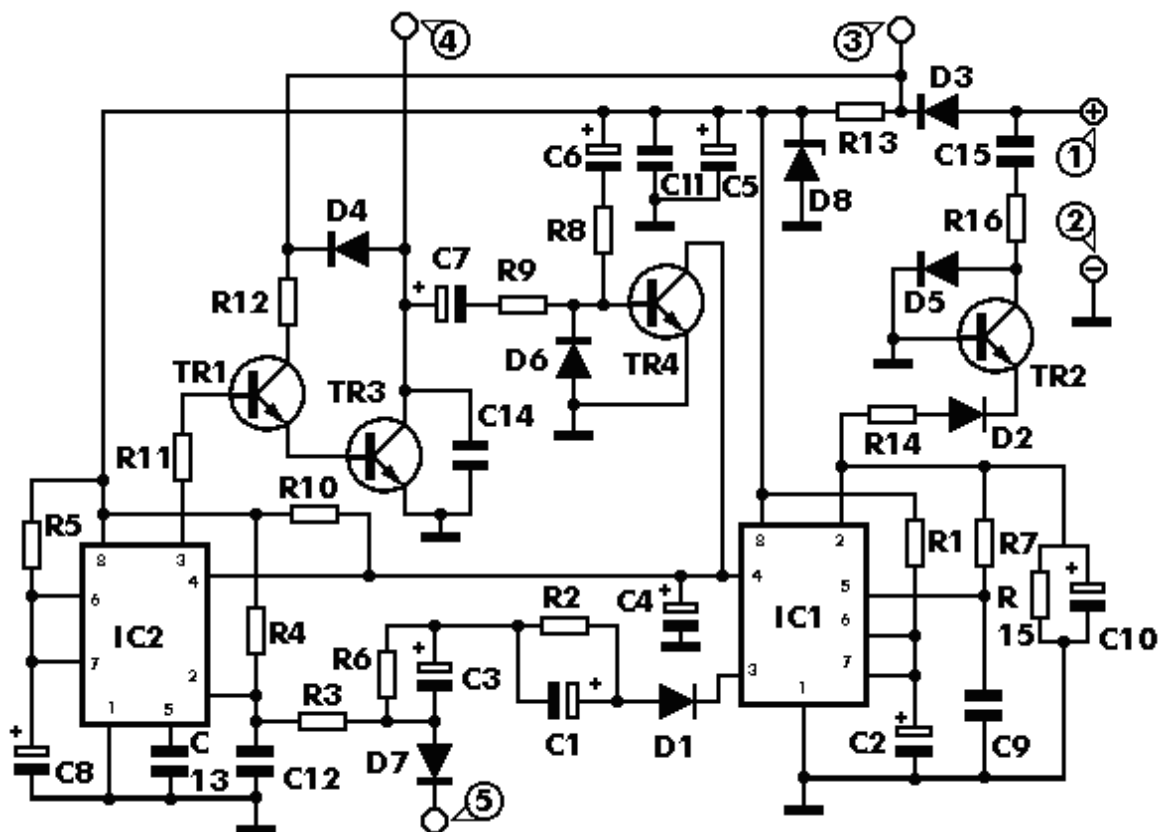 4
3
D3
+
R13
C15
1
C6
C11
C5
D8
D4
R8
R16
2
C7
R9
D5
R12
D6
TR4
TR1
TR3
TR2
C14
R14
D2
R11
R10
R5
R1
R7
8
3
4
8
2
4
5
R2
C4
R
15
6
IC2
R4
IC1
6
C10
7
2
R6
C3
7
3
R3
1
5
C1
D1
1
C2
C9
C8
C
13
C12
D7
5